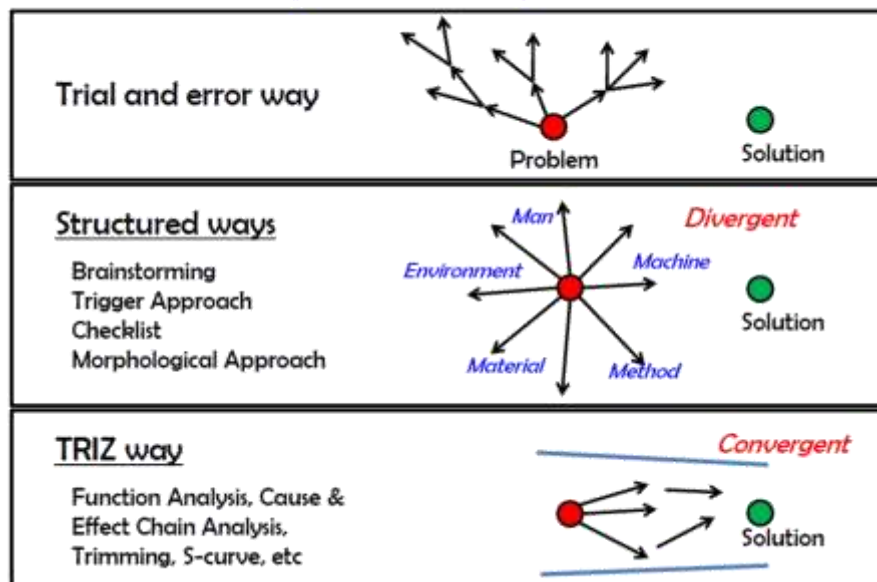 Trial and error way
Problem
Solution
Structured ways
Brainstorming
Trigger Approach
Checklist
Morphological Approach
Man
Divergent
Environment
Machine
Material
Method
Solution
TRIZ way
Function Analysis, Cause &
Effect Chain Analysis,
Trimming, S-curve, etc
Convergent
Solution